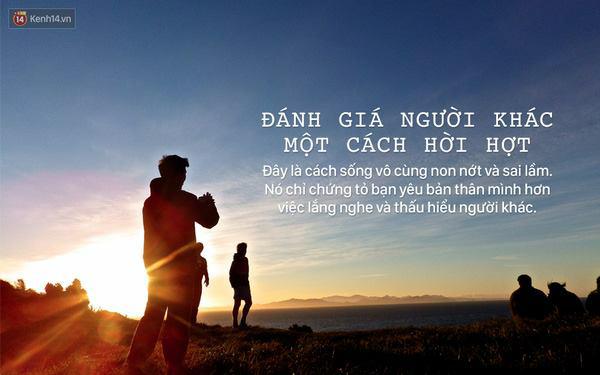 14 Kenh14.vn
ĐÁNH GIÁ NGƯỜI KHÁC
MỘT CÁCH HỜI HỢT
Đây là cách sống vô cùng non nớt và sai lầm.
Nó chỉ chứng tỏ bạn yêu bản thân mình hơn
việc lắng nghe và thấu hiểu người khác.